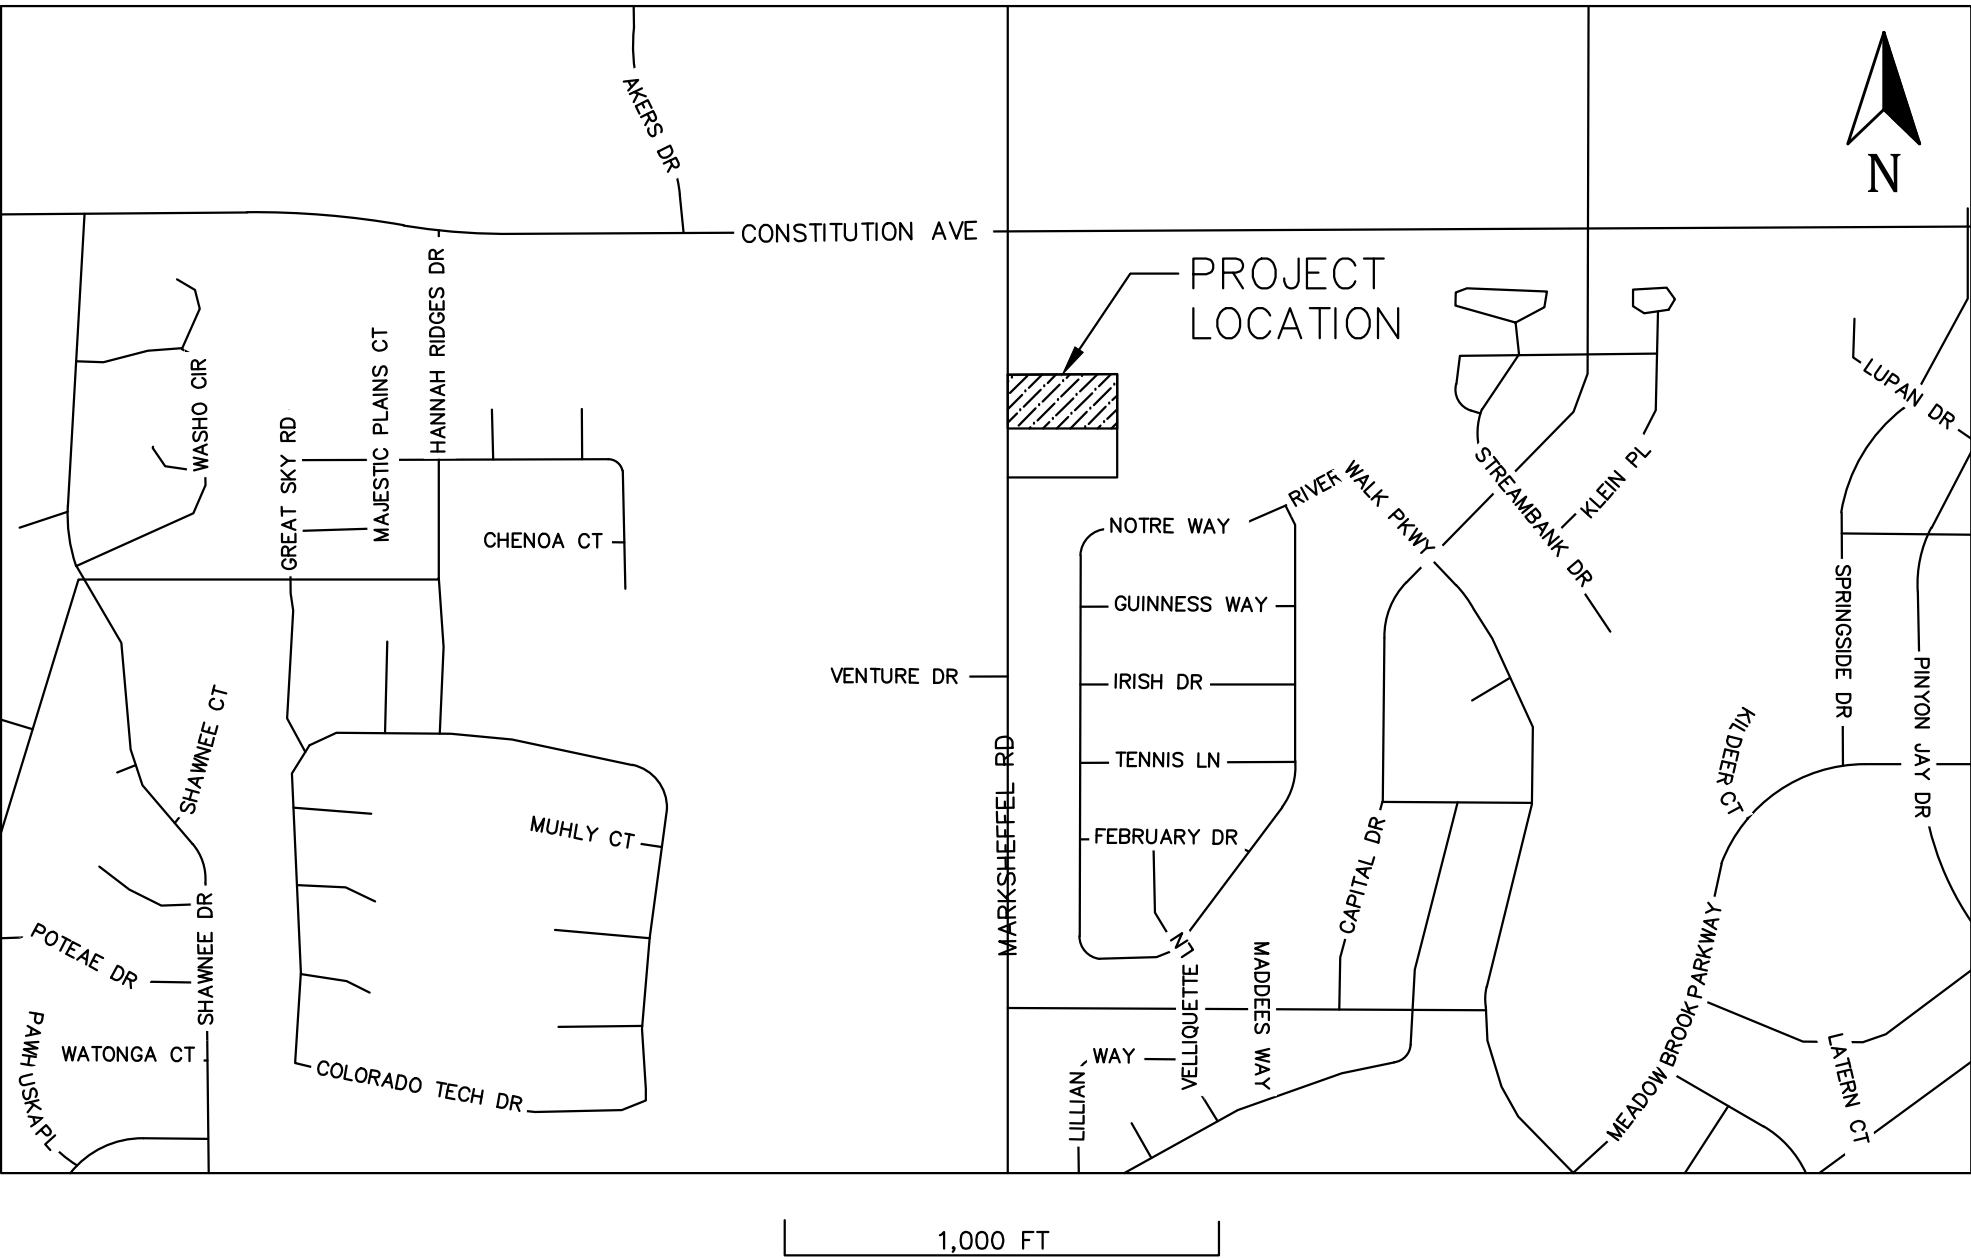 AKERS DR
N
CONSTITUTION AVE
PROJECT
LOCATION
HANNAH RIDGES DR
MAJESTIC PLAINS CT
WASHO CIR
GREAT SKY RD
CHENOA CT
LUPAN DR
STREAMBANK DR
KLEIN PL
RIVER WALK PKWY
NOTRE WAY
GUINNESS WAY
IRISH DR
TENNIS LN
FEBRUARY DR
VENTURE DR
MARKSHEFFEL RD
SPRINGSIDE DR
PINYON JAY DR
KILDEER CT
SHAWNEE CT
MUHLY CT
CAPITAL DR
SHAWNEE DR
POTEAE DR
PAWHUSKA PL
WATONGA CT
COLORADO TECH DR
VELLIQUETTE LN
MADDEES WAY
LILLIAN WAY
MEADOWBROOK PARKWAY
LATERN CT
1,000 FT